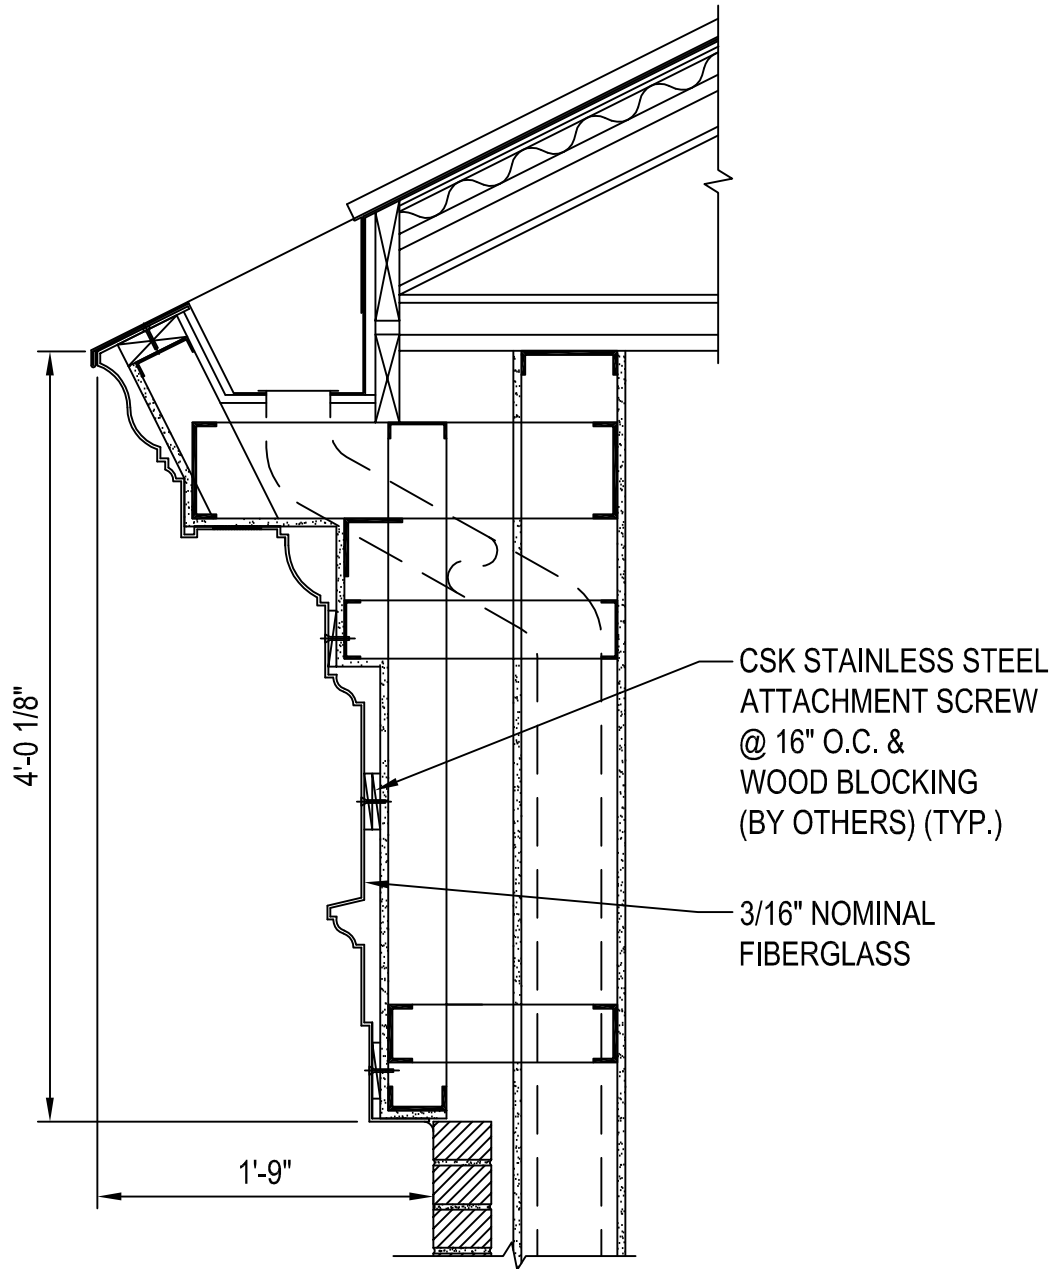 CSK STAINLESS STEEL
ATTACHMENT SCREW
@ 16" O.C. &
WOOD BLOCKING
(BY OTHERS) (TYP.)
3/16" NOMINAL
FIBERGLASS
4'-0 1/8"
1'-9"